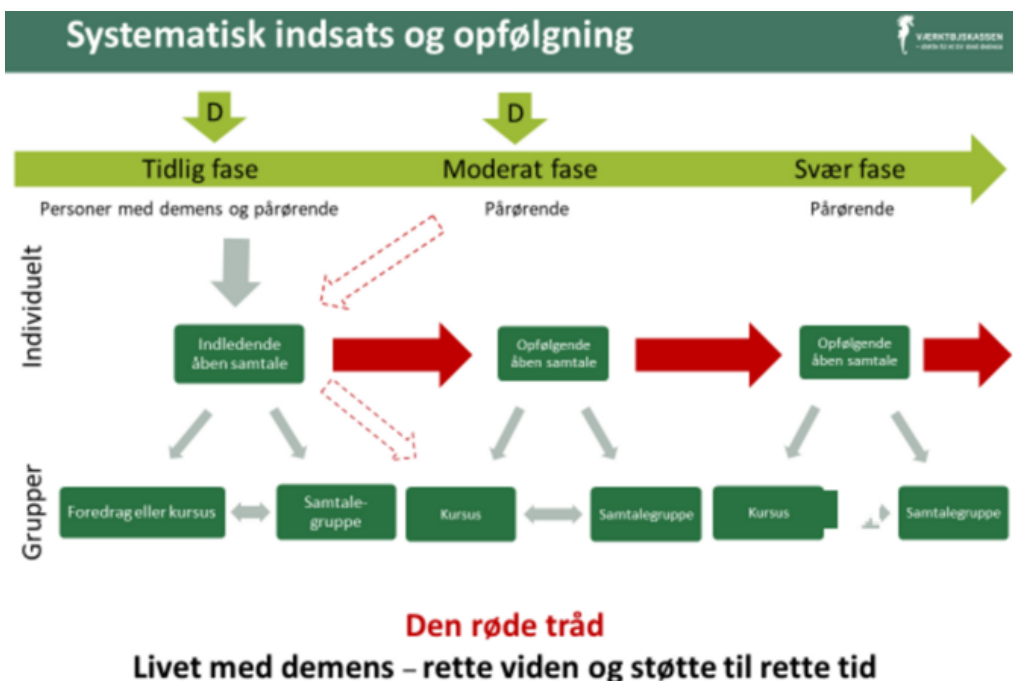 Systematisk indsats og opfølgning
VÆRKTØJSKASSEN
D
D
Tidlig fase
Moderat fase
Svær fase
Personer med demens og pårørende
Pårørende
Pårørende
Individuelt
Indledende
åben samtale
Opfølgende
åben samtale
Opfølgende
åben samtale
Grupper
Foredrag eller kursus
Samtale-
gruppe
Kursus
Samtalegruppe
Kursus
Samtalegruppe
Den røde tråd
Livet med demens – rette viden og støtte til rette tid